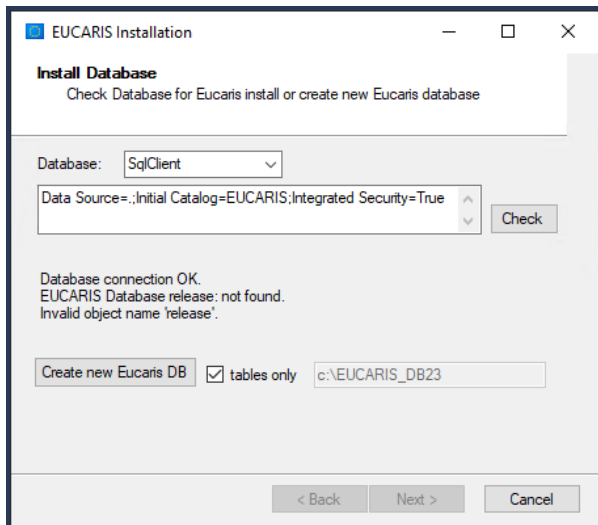 EUCARIS Installation
Install Database
Check Database for Eucaris install or create new Eucaris database
Database: SqlClient
Data Source=.;Initial Catalog=EUCARIS;Integrated Security=True
Check
Database connection OK.
EUCARIS Database release: not found.
Invalid object name 'release'.
Create new Eucaris DB tables only c:\EUCARIS_DB23
< Back Next > Cancel